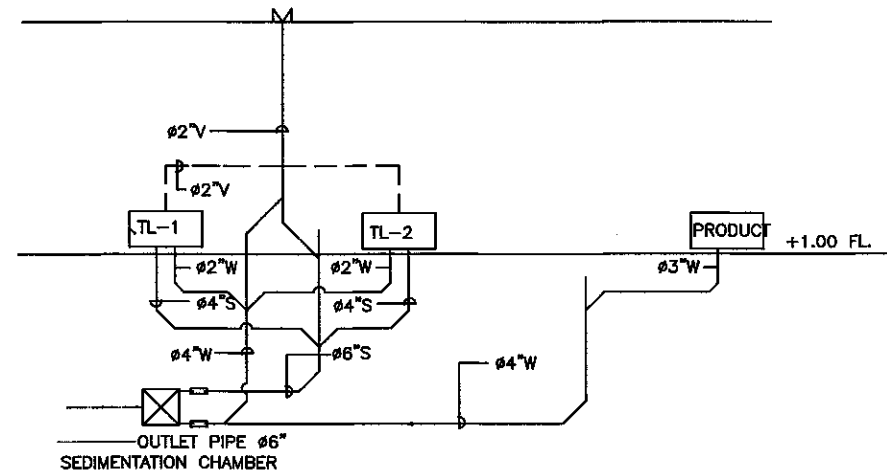 ø2"V
ø2"V
TL-1
TL-2
PRODUCT
+1.00 FL.
ø2"W
ø2"W
ø3"W
ø4"S
ø4"S
ø4"W
ø6"S
ø4"W
OUTLET PIPE ø6"
SEDIMENTATION CHAMBER